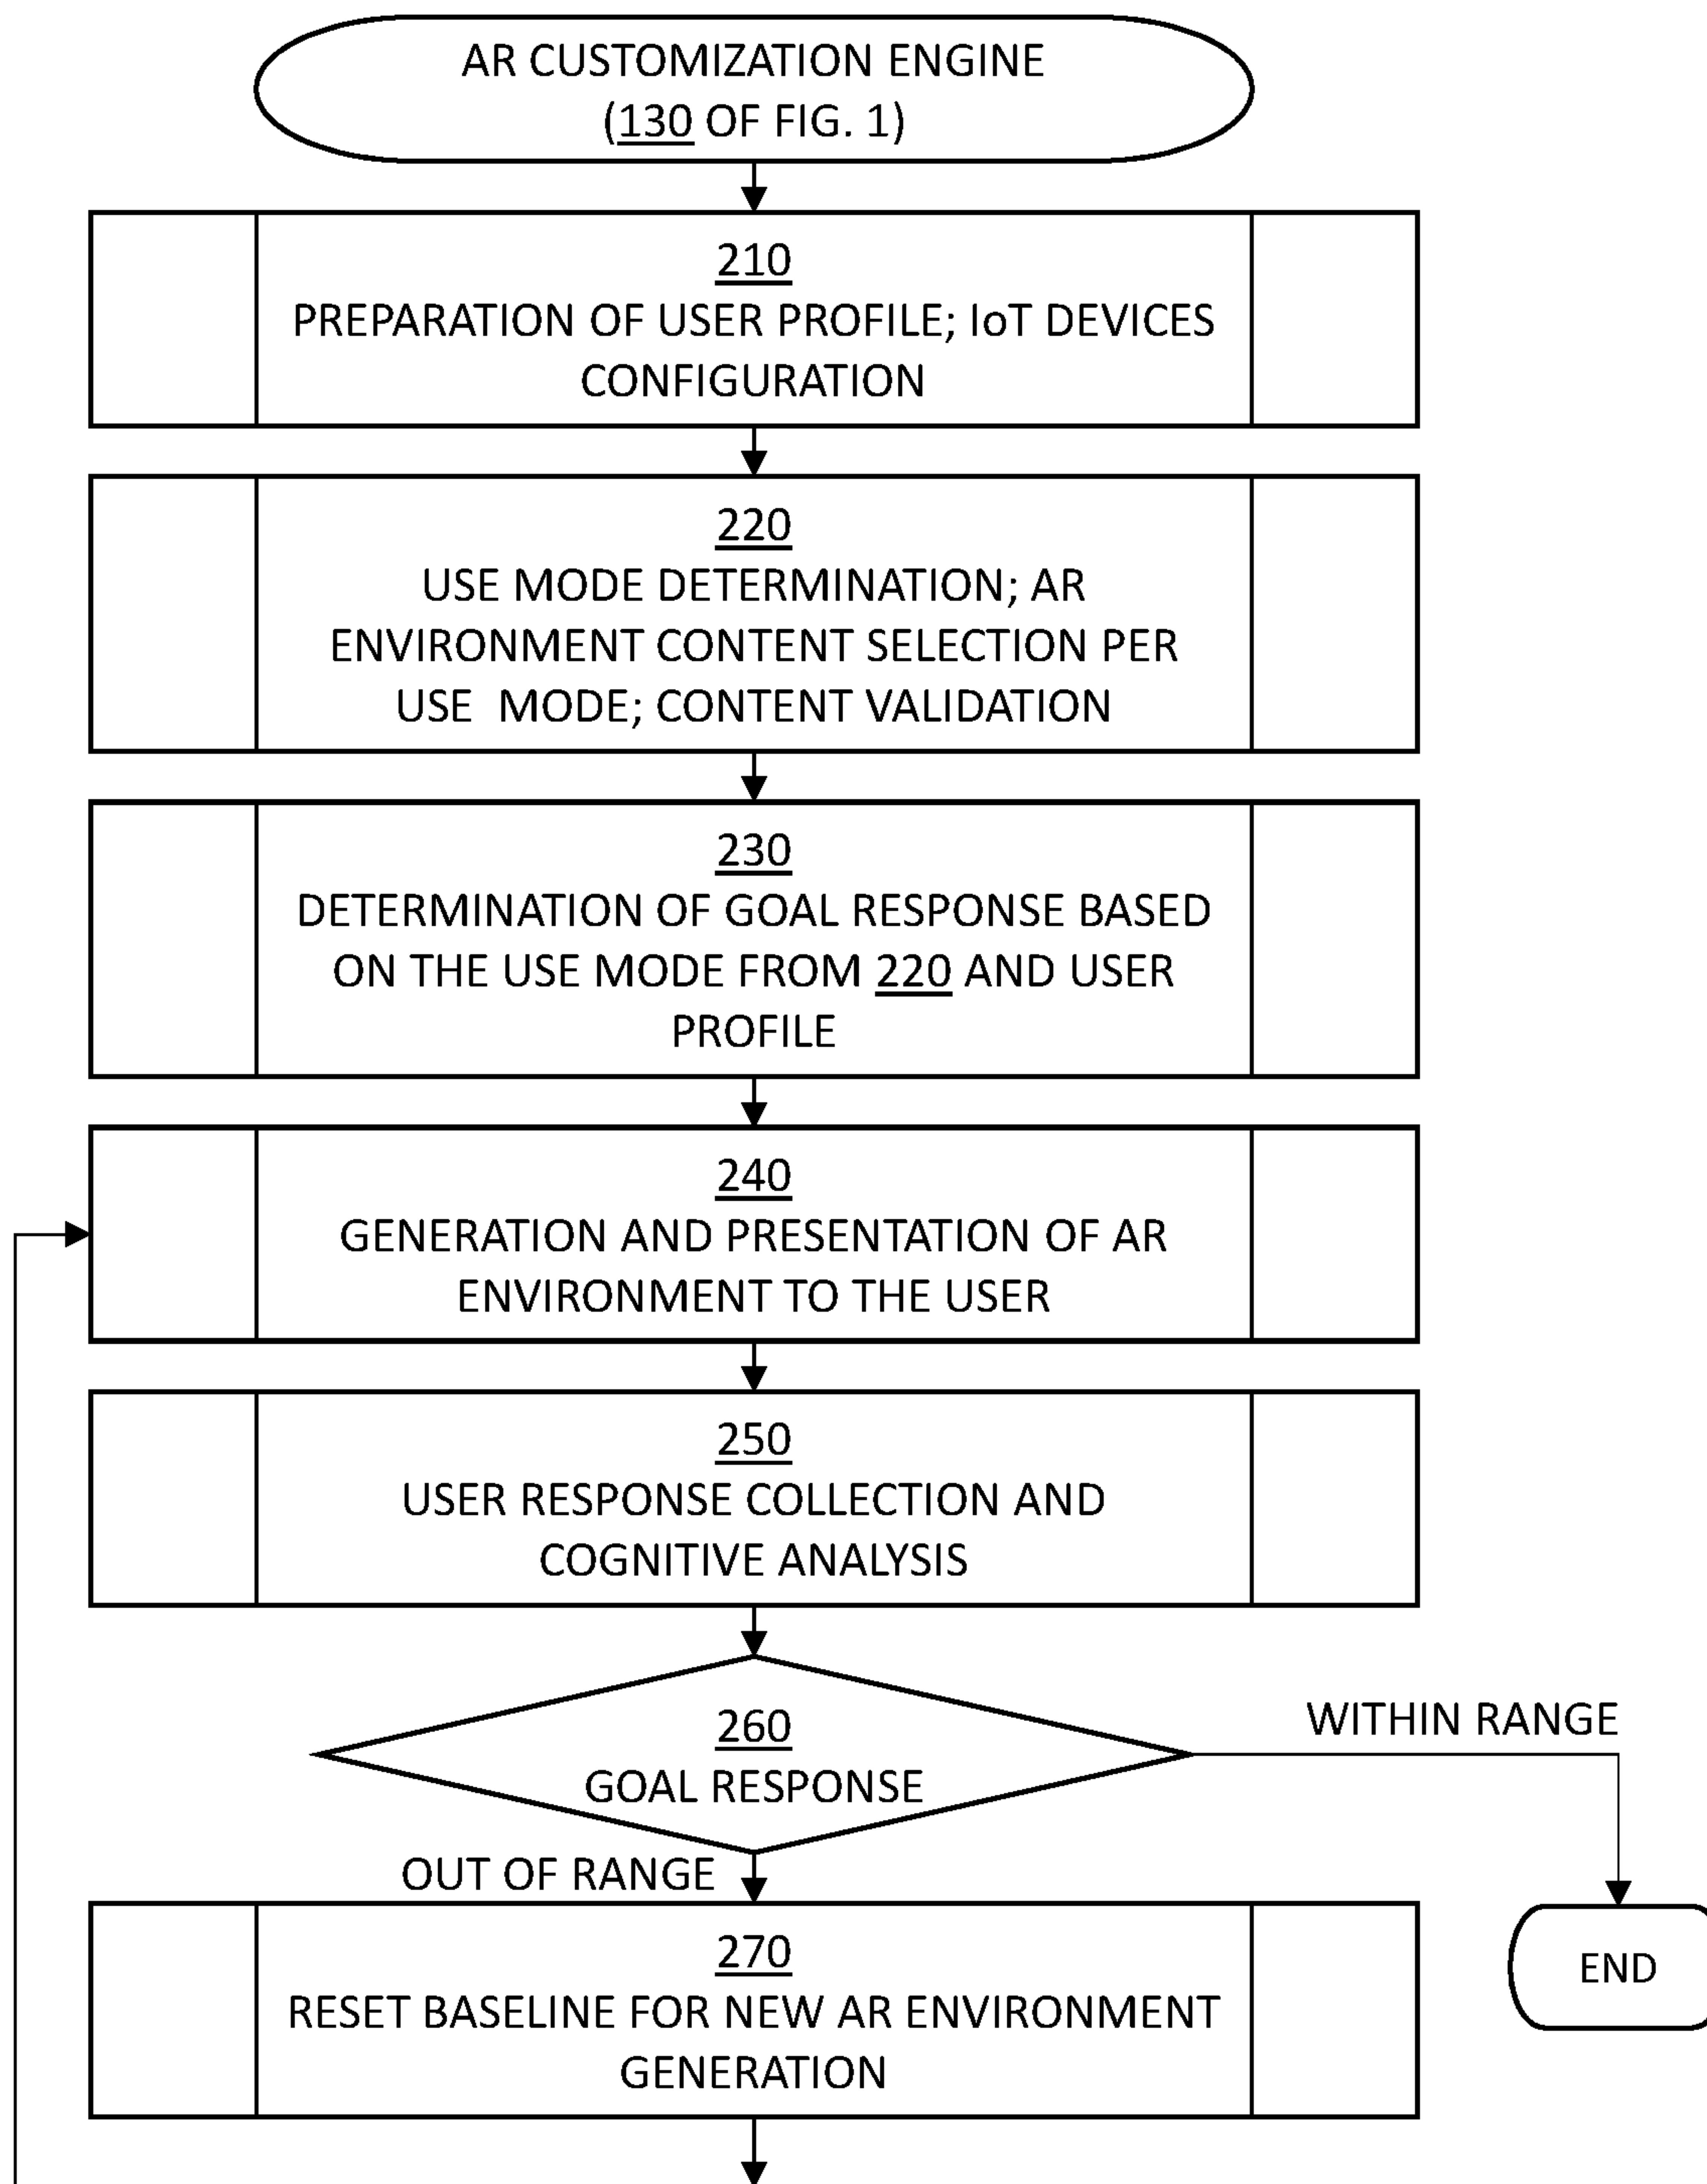 AR CUSTOMIZATION ENGINE
(130 OF FIG. 1)
210
PREPARATION OF USER PROFILE; IoT DEVICES
CONFIGURATION
220
USE MODE DETERMINATION; AR
ENVIRONMENT CONTENT SELECTION PER
USE  MODE; CONTENT VALIDATION
230
DETERMINATION OF GOAL RESPONSE BASED
ON THE USE MODE FROM 220 AND USER
PROFILE
240
GENERATION AND PRESENTATION OF AR
ENVIRONMENT TO THE USER
250
USER RESPONSE COLLECTION AND
COGNITIVE ANALYSIS
260
GOAL RESPONSE
WITHIN RANGE
OUT OF RANGE
270
RESET BASELINE FOR NEW AR ENVIRONMENT
GENERATION
END